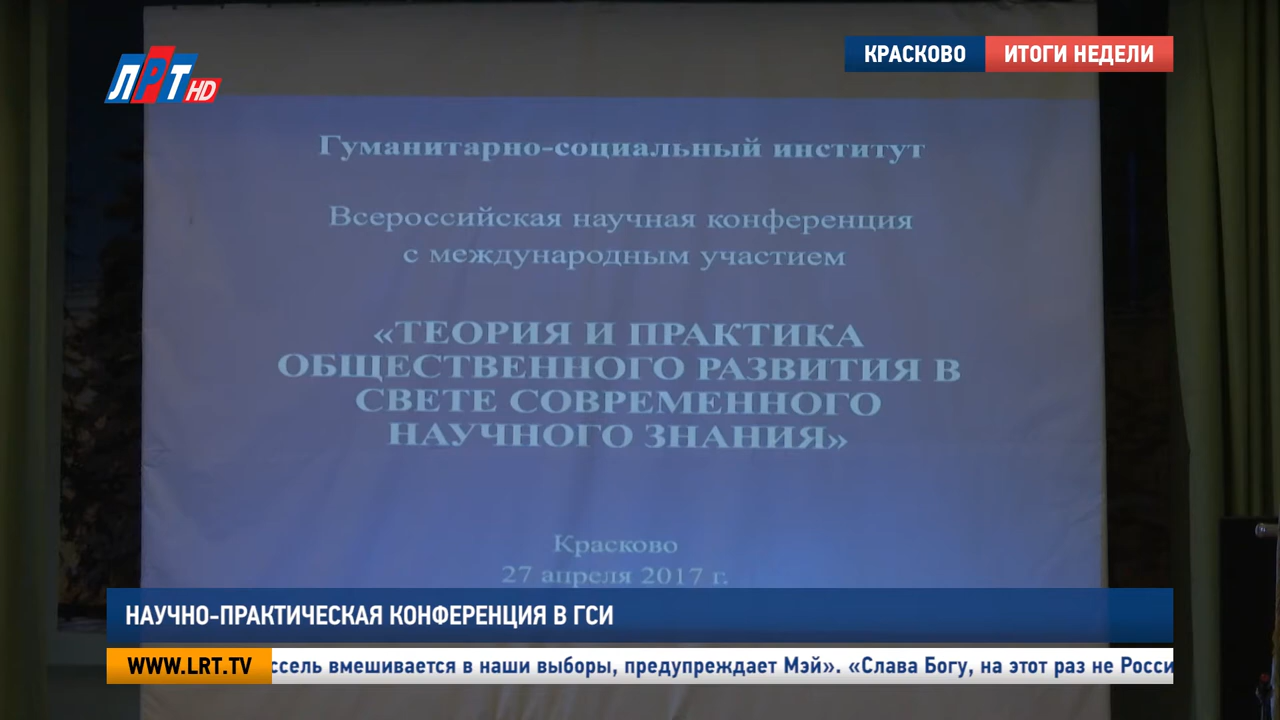 ЛРТ HD
КРАСКОВО ИТОГИ НЕДЕЛИ
Гуманитарно-социальный институт
Всероссийская научная конференция
с международным участием
«ТЕОРИЯ И ПРАКТИКА
ОБЩЕСТВЕННОГО РАЗВИТИЯ В
СВЕТЕ СОВРЕМЕННОГО
НАУЧНОГО ЗНАНИЯ»
Красково
27 апреля 2017 г.
НАУЧНО-ПРАКТИЧЕСКАЯ КОНФЕРЕНЦИЯ В ГСИ
WWW.LRT.TV ссель вмешивается в наши выборы, предупреждает Мэй». «Слава Богу, на этот раз не Росси